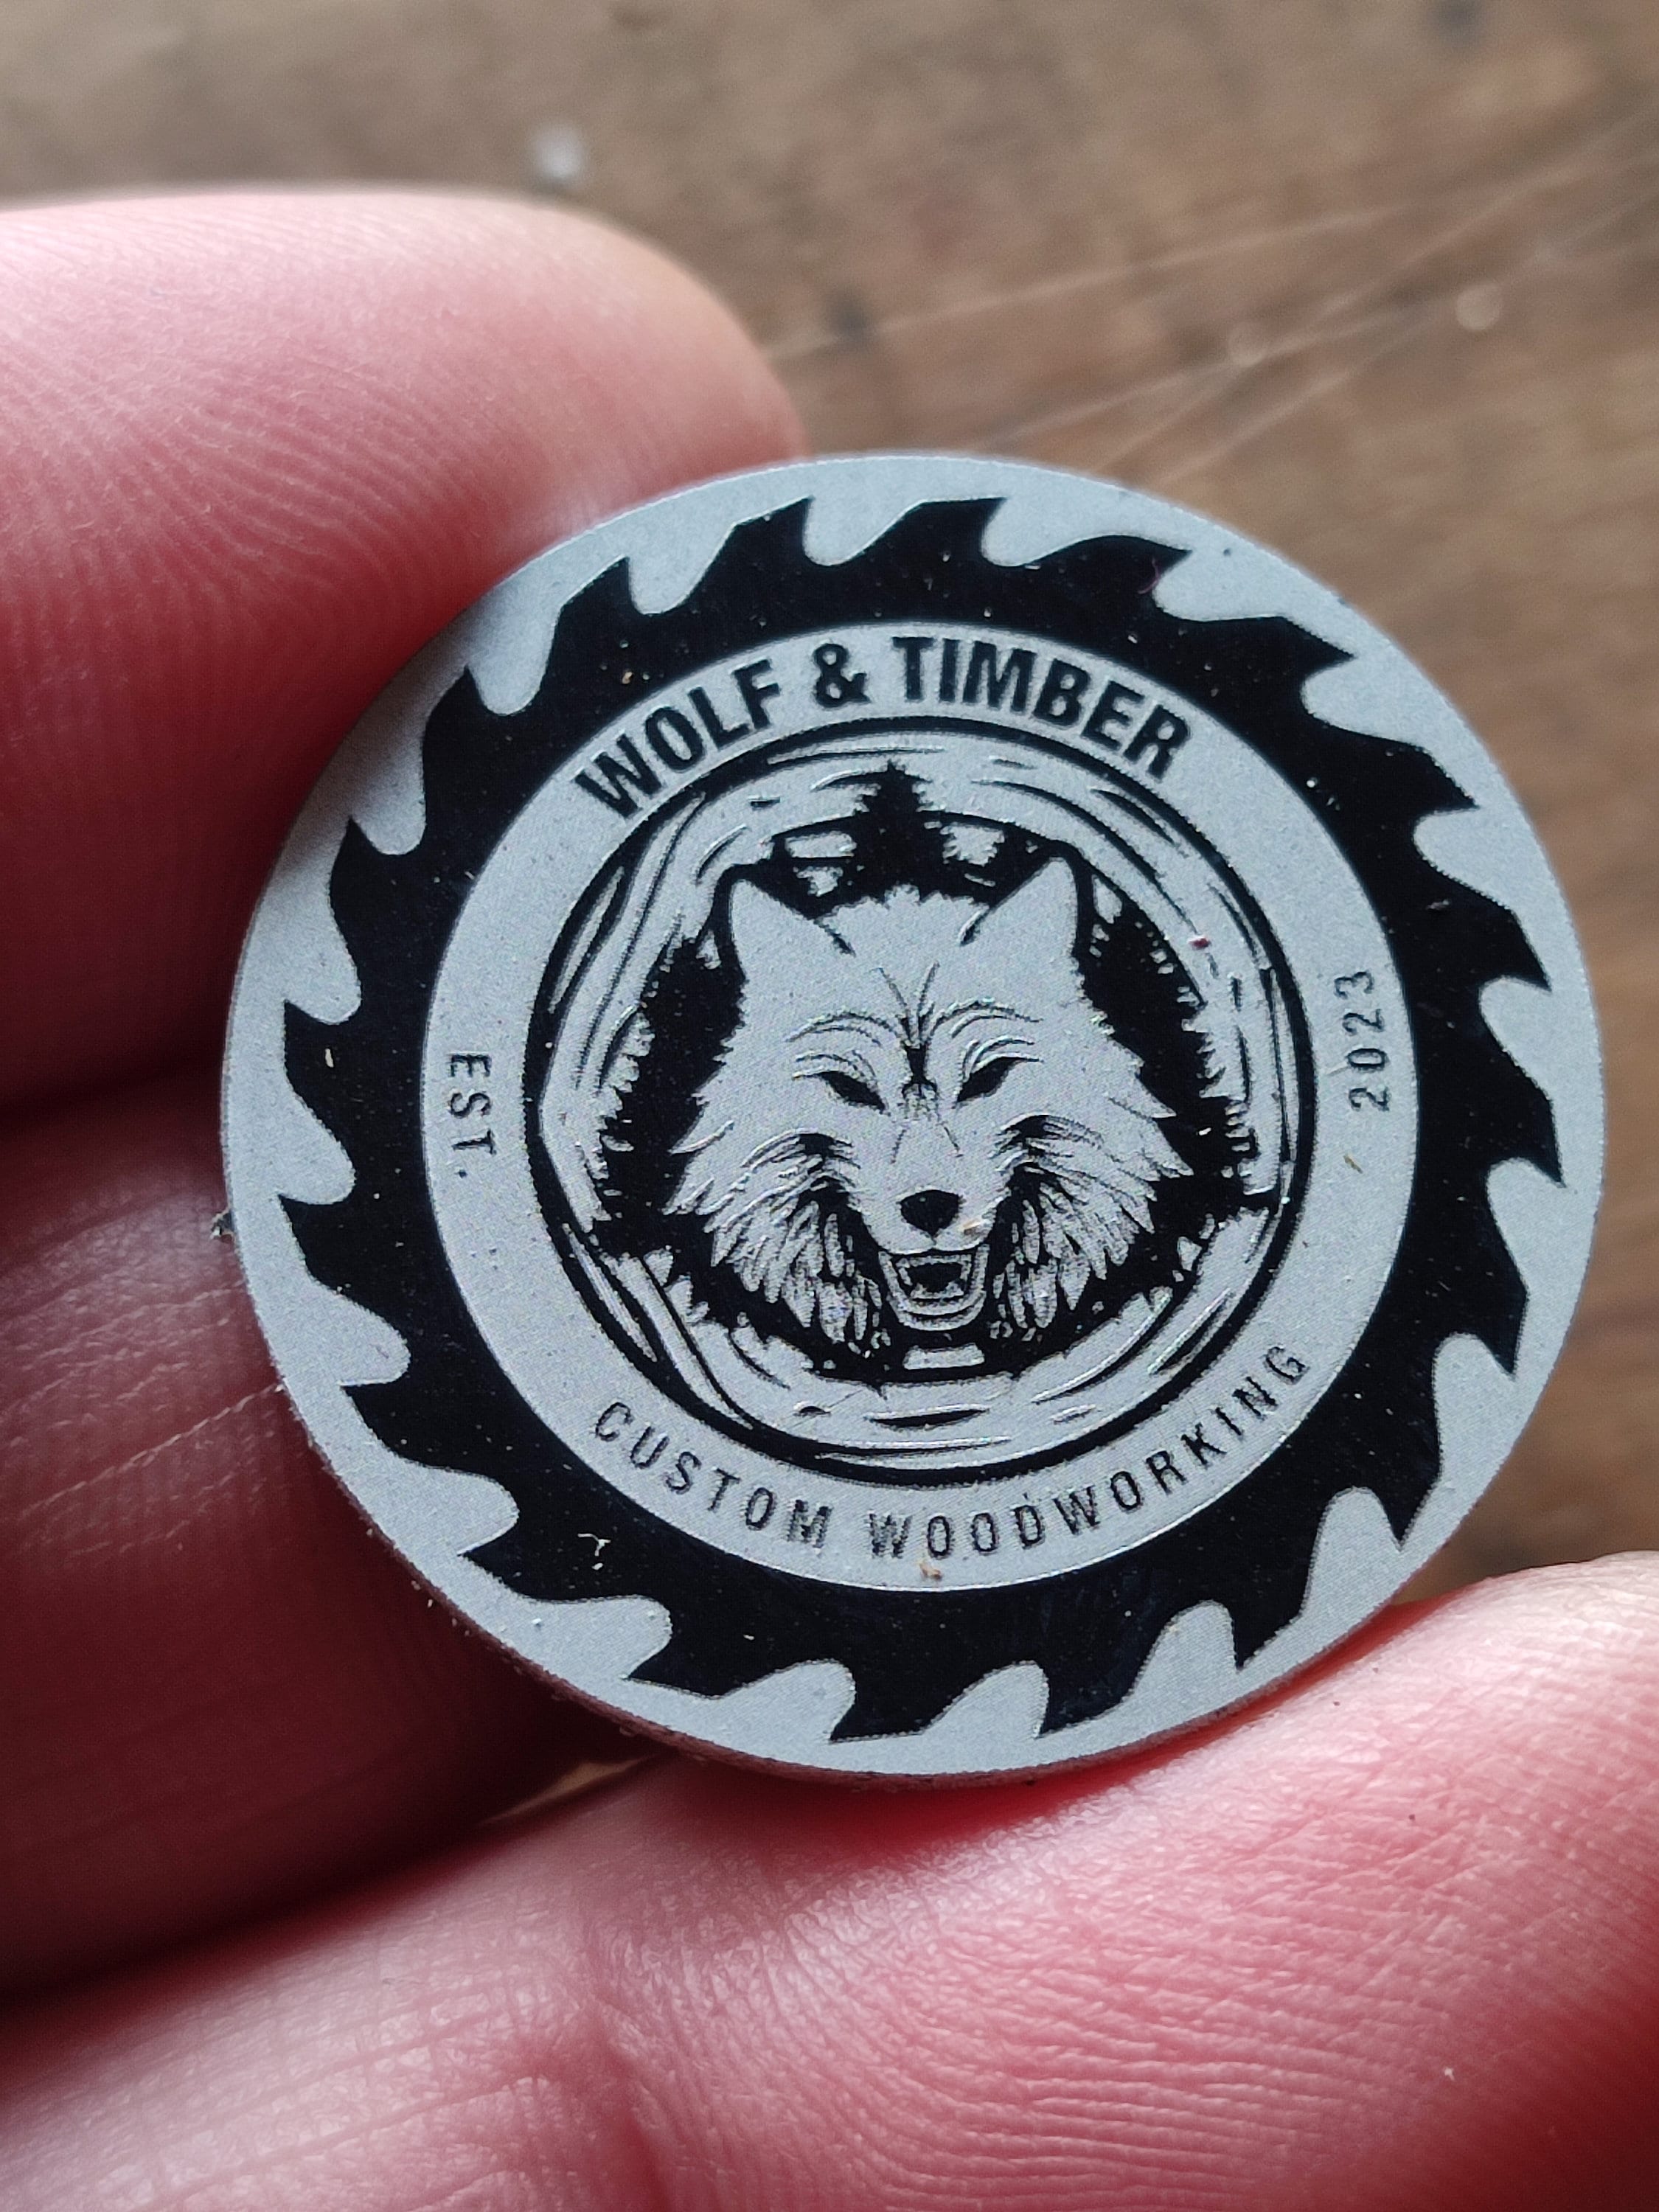 WOLF & TIMBER
EST.
2023
CUSTOM WOODWORKING